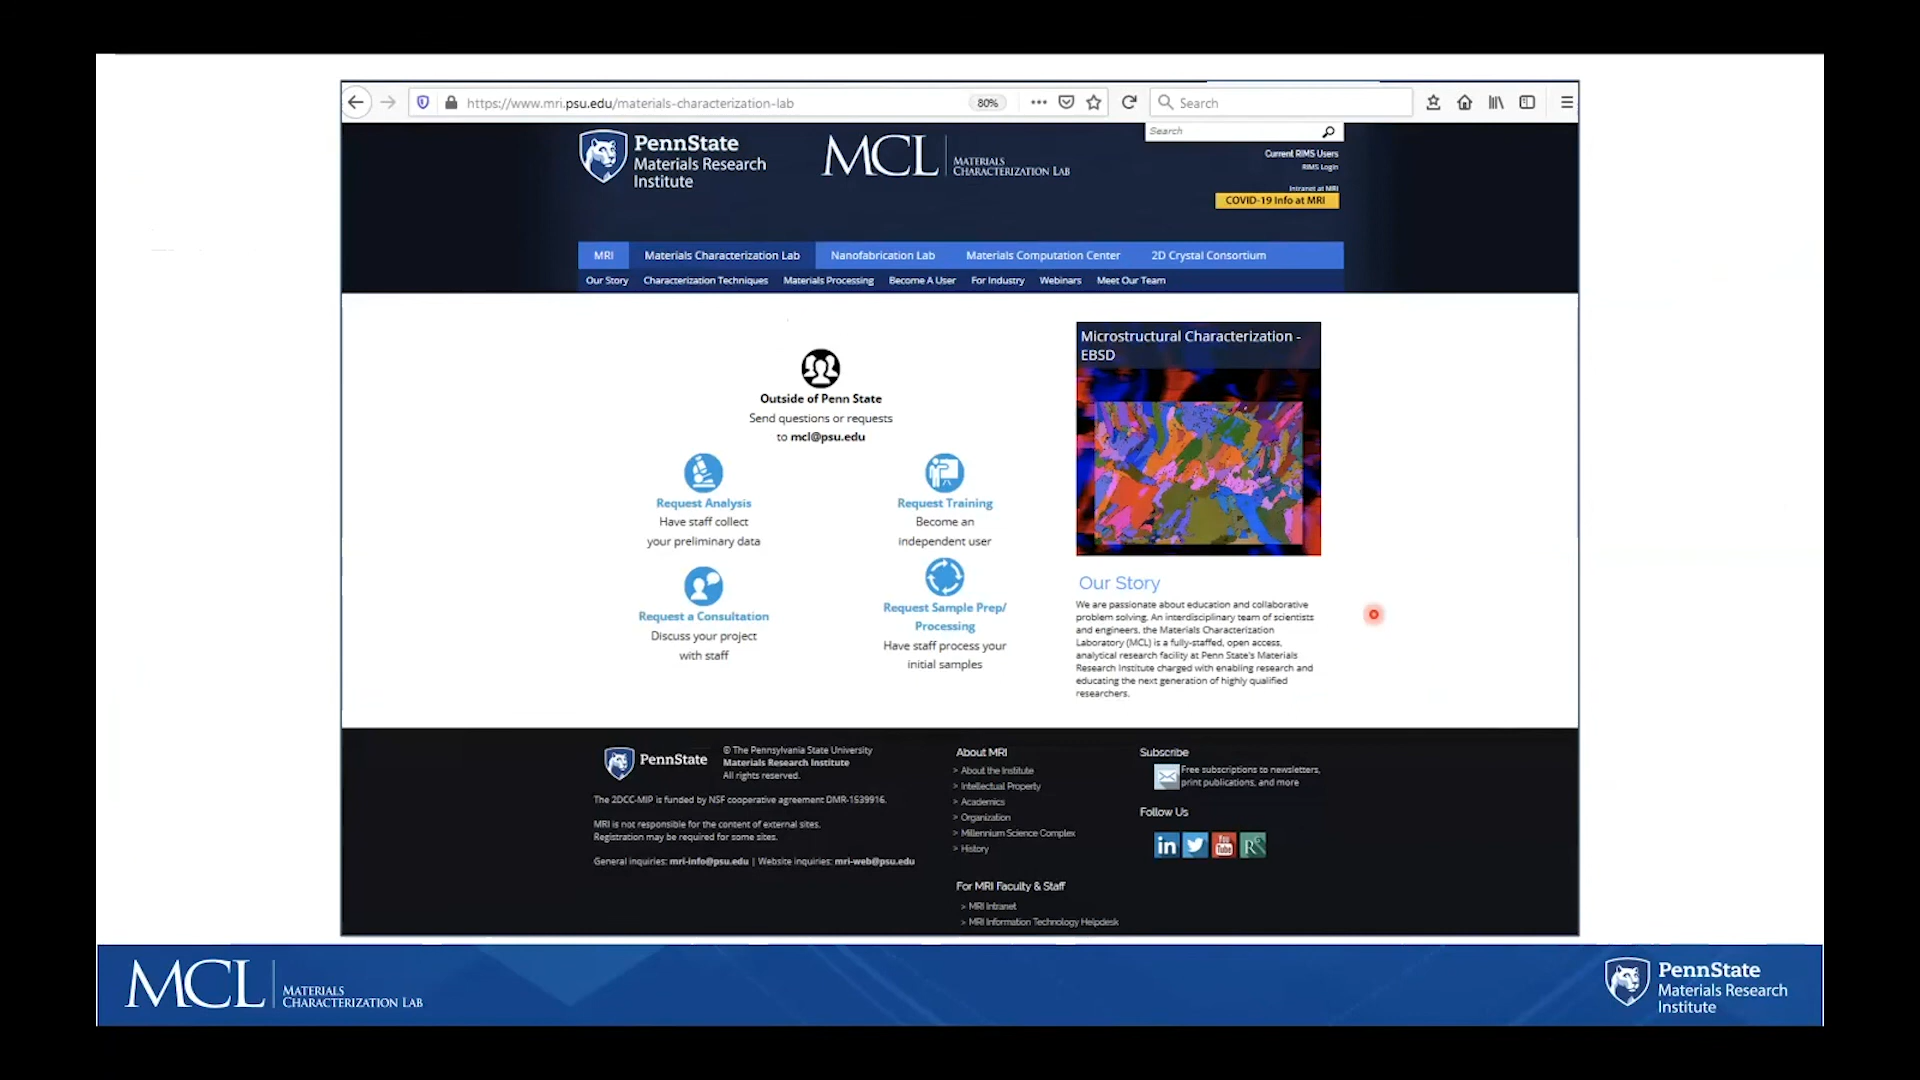 https://www.mri.psu.edu/materials-characterization-lab
80%
Search
PennState
Materials Research
Institute
MCL
MATERIALS
CHARACTERIZATION LAB
Search
Current RIMS Users
RIMS Login
Intranet at MRI
COVID-19 Info at MRI
MRI
Materials Characterization Lab
Nanofabrication Lab
Materials Computation Center
2D Crystal Consortium
Our Story
Characterization Techniques
Materials Processing
Become A User
For Industry
Webinars
Meet Our Team
Outside of Penn State
Send questions or requests
to mcl@psu.edu
Request Analysis
Have staff collect
your preliminary data
Request Training
Become an
independent user
Request a Consultation
Discuss your project
with staff
Request Sample Prep/
Processing
Have staff process your
initial samples
Microstructural Characterization -
EBSD
Our Story
We are passionate about education and collaborative
problem solving. An interdisciplinary team of scientists
and engineers, the Materials Characterization
Laboratory (MCL) is a fully-staffed, open access,
analytical research facility at Penn State's Materials
Research Institute charged with enabling research and
educating the next generation of highly qualified
researchers.
PennState
© The Pennsylvania State University
Materials Research Institute
All rights reserved.
The 2DCC-MIP is funded by NSF cooperative agreement DMR-1539916.
MRI is not responsible for the content of external sites.
Registration may be required for some sites.
General inquiries: mri-info@psu.edu | Website inquiries: mri-web@psu.edu
About MRI
> About the Institute
> Intellectual Property
> Academics
> Organization
> Millennium Science Complex
> History
For MRI Faculty & Staff
> MRI Intranet
> MRI Information Technology Helpdesk
Subscribe
Free subscriptions to newsletters,
print publications, and more
Follow Us
in
You
Tube
R
MCL
MATERIALS
CHARACTERIZATION LAB
PennState
Materials Research
Institute